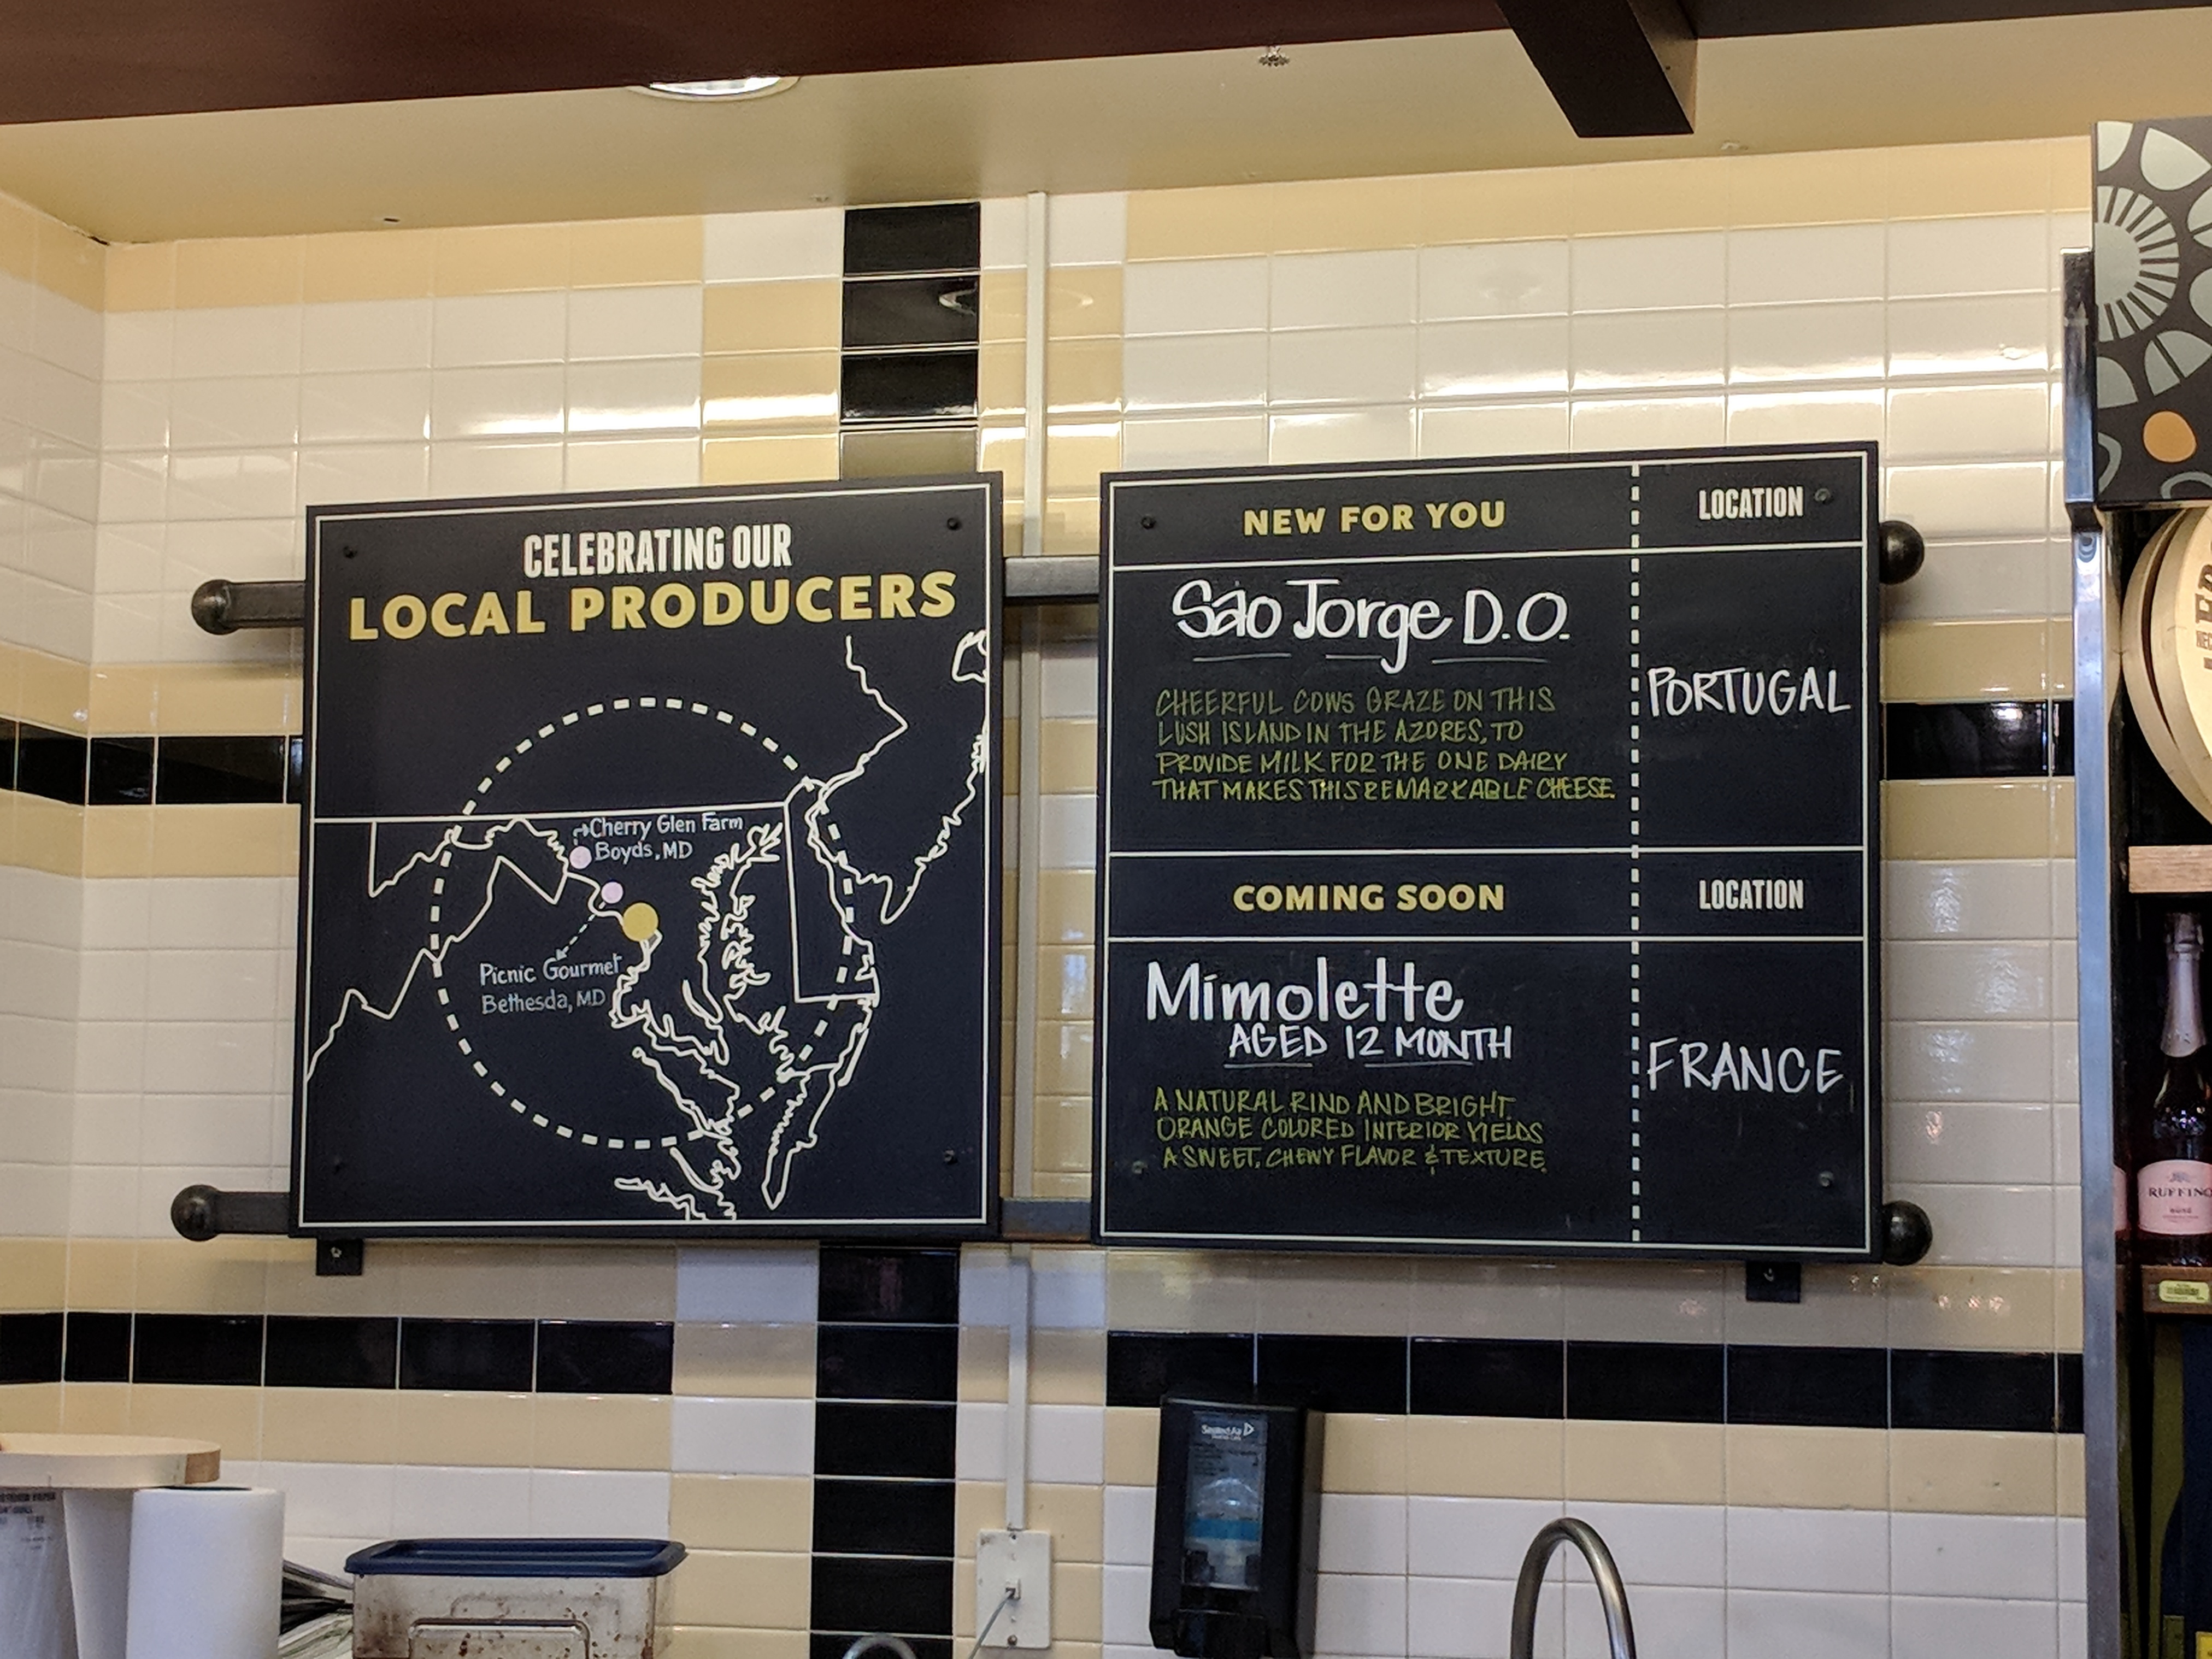 CELEBRATING OUR
LOCAL PRODUCERS
Cherry Glen Farm
Boyds, MD
Picnic Gourmet
Bethesda, MD
NEW FOR YOU
LOCATION
São Jorge D.O.
PORTUGAL
CHEERFUL COWS GRAZE ON THIS
LUSH ISLAND IN THE AZORES, TO
PROVIDE MILK FOR THE ONE DAIRY
THAT MAKES THIS REMARKABLE CHEESE.
COMING SOON
LOCATION
Mimolette
AGED 12 MONTH
FRANCE
A NATURAL RIND AND BRIGHT
ORANGE COLORED INTERIOR YIELDS
A SWEET, CHEWY FLAVOR & TEXTURE.
RUFFINO
Sealed Air